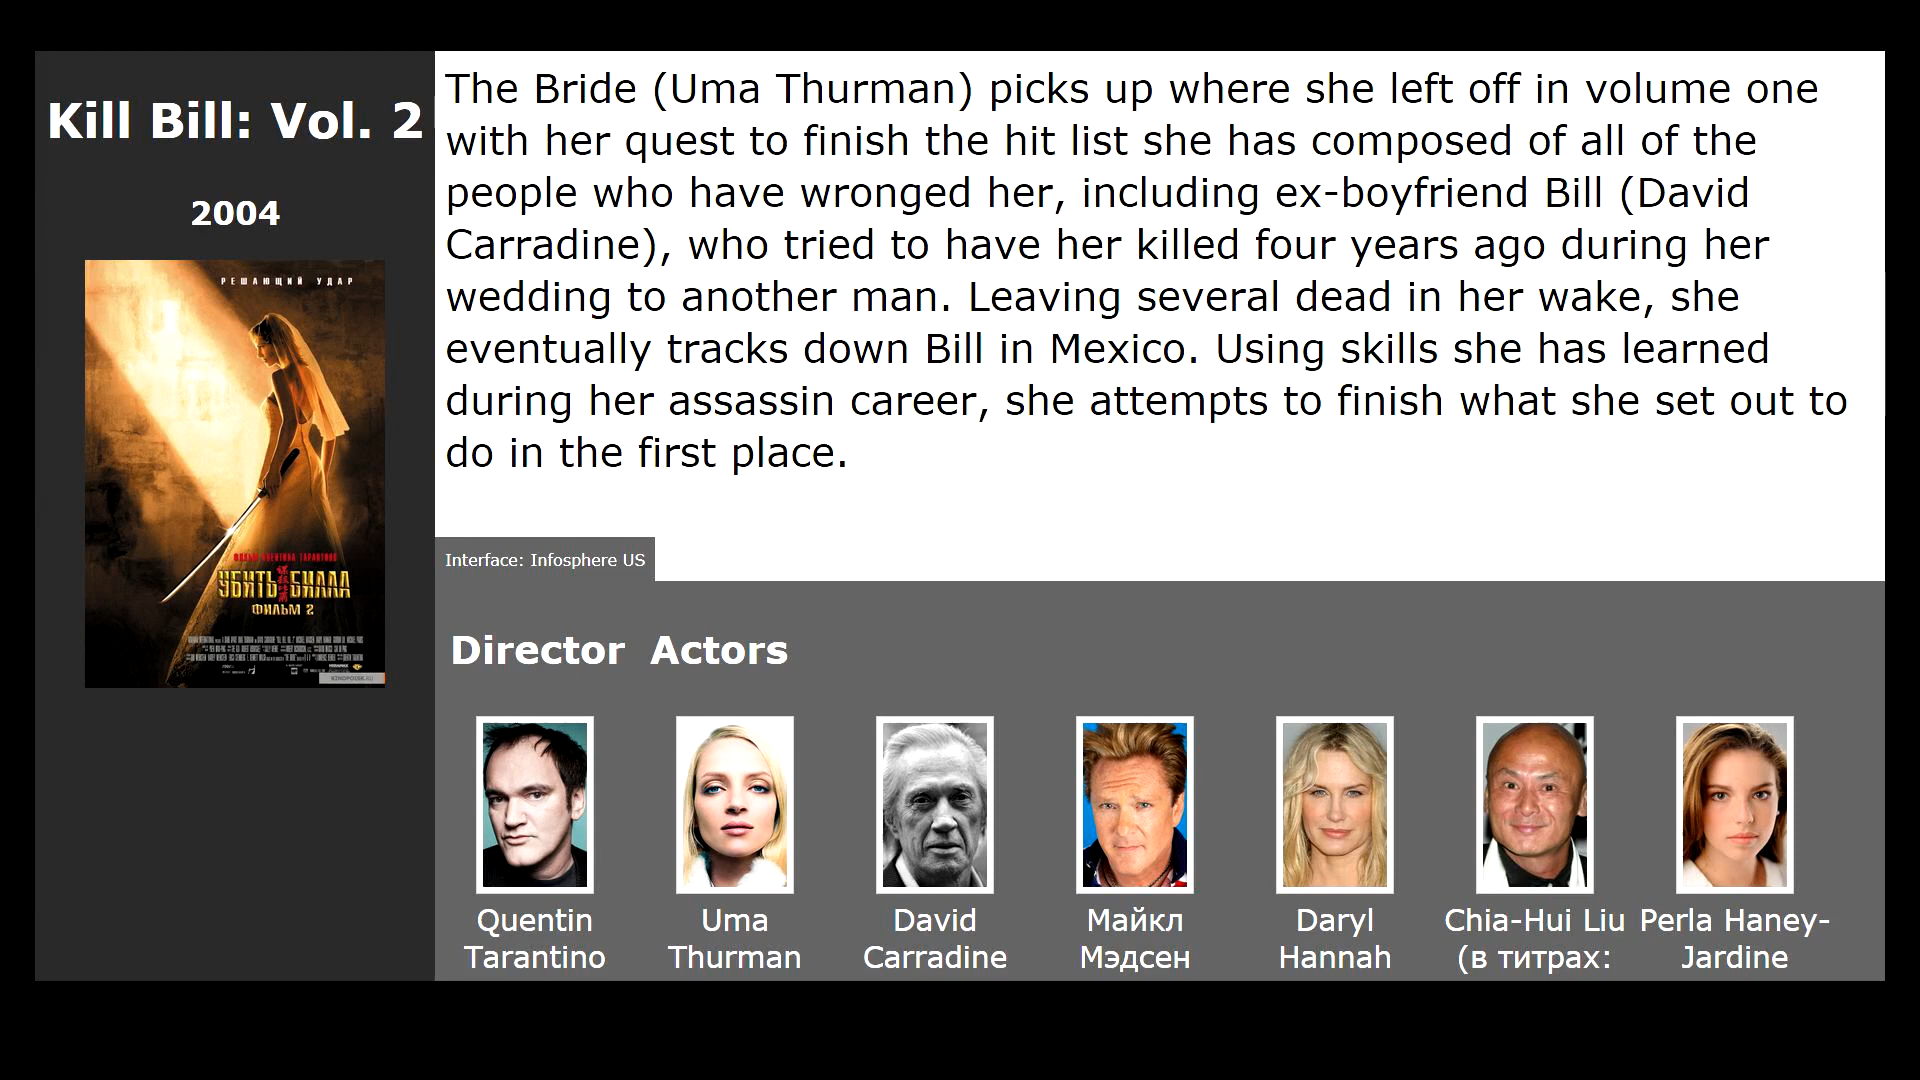 Kill Bill: Vol. 2
2004
РЕШАЮЩИЙ УДАР
ФИЛЬМ КВЕНТИНА ТАРАНТИНО
УБИТЬ БИЛЛА
ФИЛЬМ 2
KINOPOISK.RU
The Bride (Uma Thurman) picks up where she left off in volume one
with her quest to finish the hit list she has composed of all of the
people who have wronged her, including ex-boyfriend Bill (David
Carradine), who tried to have her killed four years ago during her
wedding to another man. Leaving several dead in her wake, she
eventually tracks down Bill in Mexico. Using skills she has learned
during her assassin career, she attempts to finish what she set out to
do in the first place.
Interface: Infosphere US
Director Actors
Quentin
Tarantino
Uma
Thurman
David
Carradine
Майкл
Мэдсен
Daryl
Hannah
Chia-Hui Liu
(в титрах:
Perla Haney-
Jardine